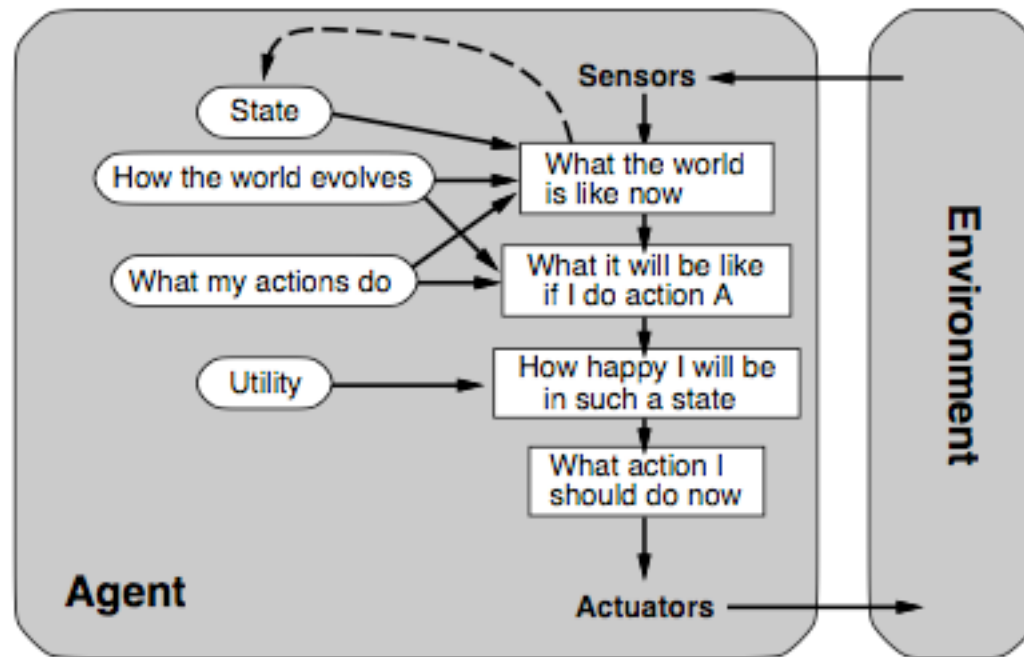 Sensors
State
What the world
is like now
How the world evolves
What it will be like
if I do action A
What my actions do
How happy I will be
in such a state
Utility
What action I
should do now
Agent
Actuators
Environment